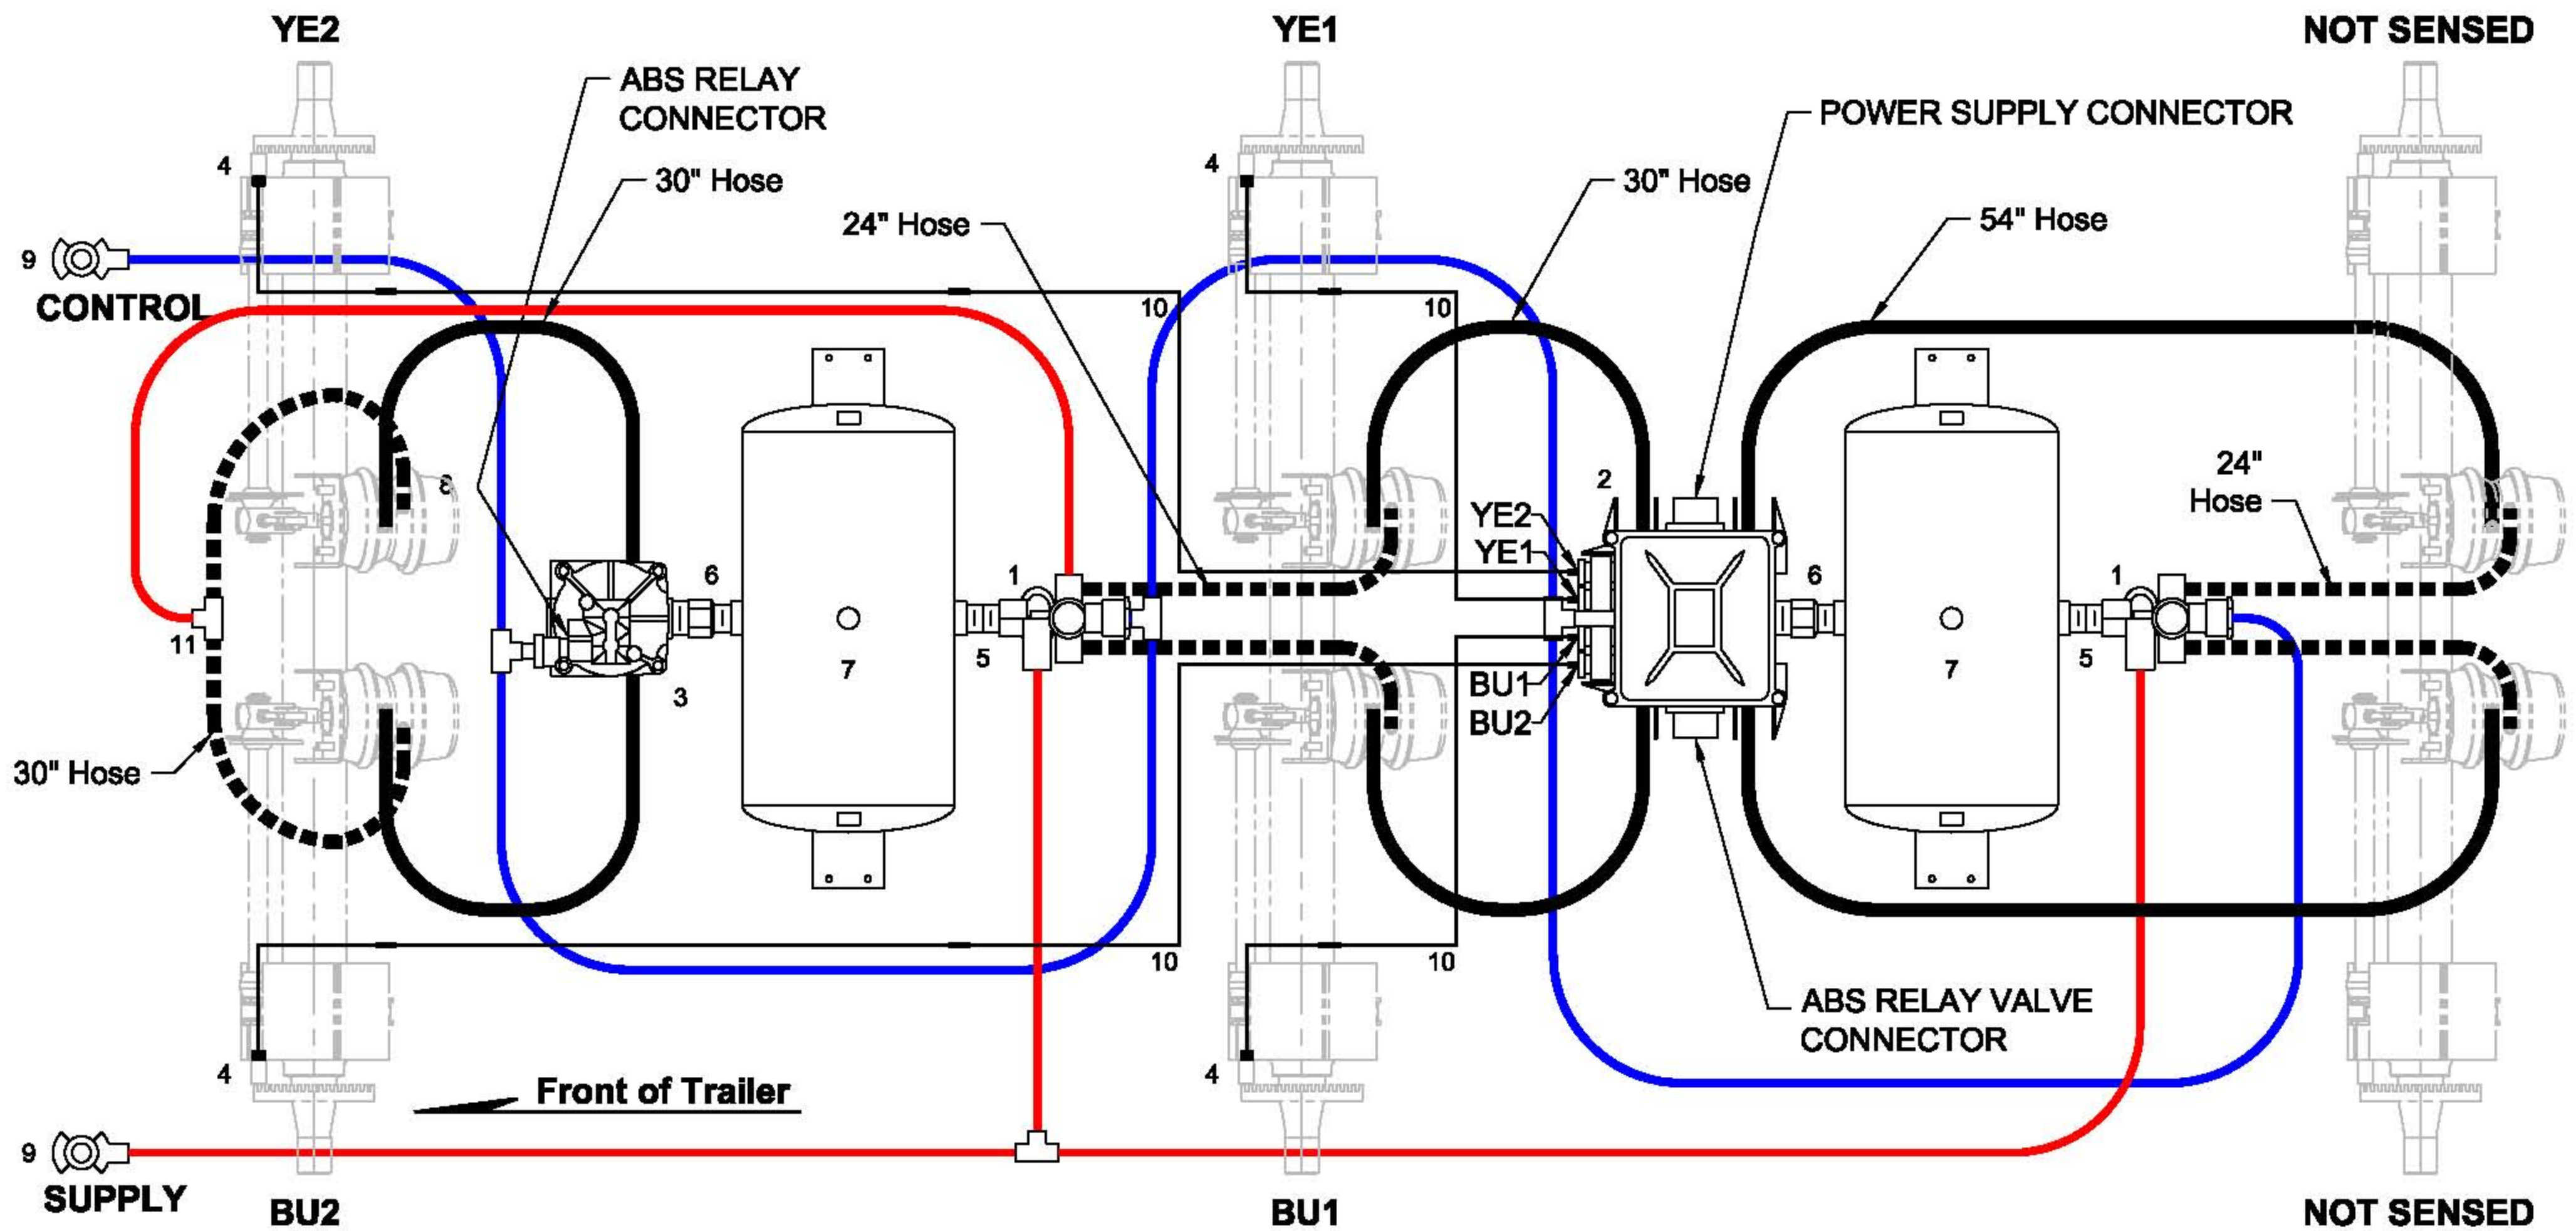 YE2
YE1
NOT SENSED
ABS RELAY
CONNECTOR
POWER SUPPLY CONNECTOR
4
4
30" Hose
24" Hose
30" Hose
54" Hose
9
CONTROL
10
10
8
2
24"
Hose
YE2
YE1
6
1
6
1
11
3
7
5
BU1
BU2
7
5
30" Hose
10
10
ABS RELAY VALVE
CONNECTOR
4
4
Front of Trailer
9
SUPPLY
BU2
BU1
NOT SENSED